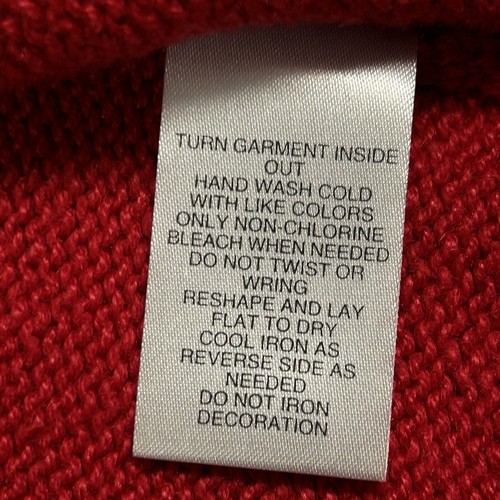 TURN GARMENT INSIDE
OUT
HAND WASH COLD
WITH LIKE COLORS
ONLY NON-CHLORINE
BLEACH WHEN NEEDED
DO NOT TWIST OR
WRING
RESHAPE AND LAY
FLAT TO DRY
COOL IRON AS
REVERSE SIDE AS
NEEDED
DO NOT IRON
DECORATION